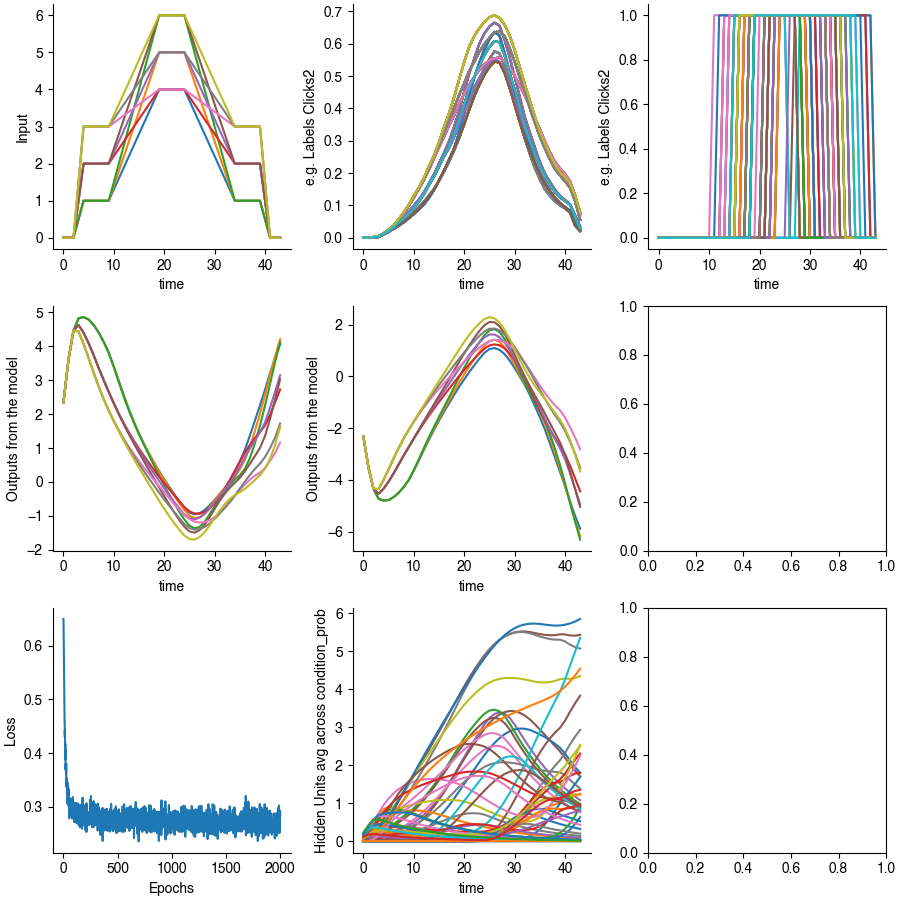 Input
6
5
4
3
2
1
0
0 10 20 30 40
time
e.g. Labels Clicks2
0.7
0.6
0.5
0.4
0.3
0.2
0.1
0.0
0 10 20 30 40
time
e.g. Labels Clicks2
1.0
0.8
0.6
0.4
0.2
0.0
0 10 20 30 40
time
Outputs from the model
5
4
3
2
1
0
−1
−2
0 10 20 30 40
time
Outputs from the model
2
0
−2
−4
−6
0 10 20 30 40
time
1.0
0.8
0.6
0.4
0.2
0.0
0.0 0.2 0.4 0.6 0.8 1.0
Loss
0.6
0.5
0.4
0.3
0 500 1000 1500 2000
Epochs
Hidden Units avg across condition_prob
6
5
4
3
2
1
0
0 10 20 30 40
time
1.0
0.8
0.6
0.4
0.2
0.0
0.0 0.2 0.4 0.6 0.8 1.0